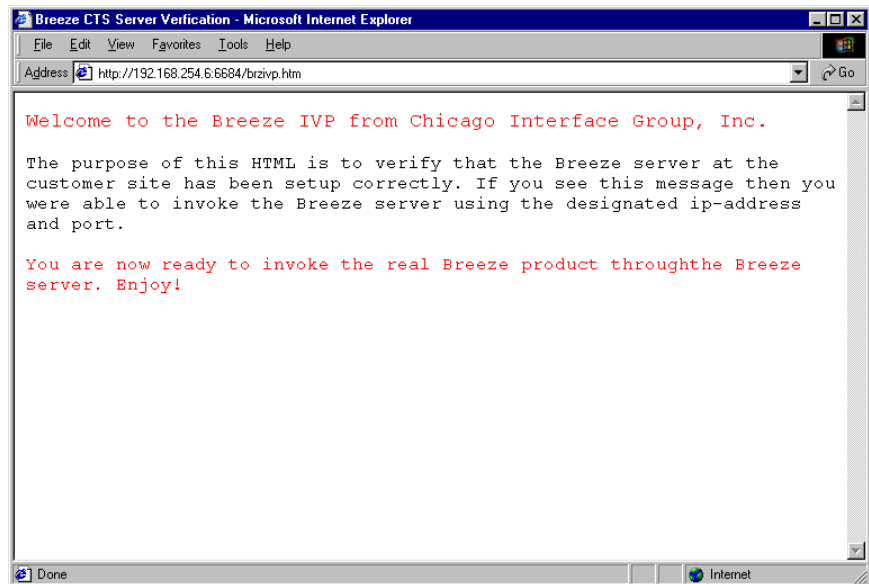 Breeze CTS Server Verfication - Microsoft Internet Explorer
File Edit View Favorites Tools Help
Address http://192.168.254.6:6684/brzivp.htm Go
Welcome to the Breeze IVP from Chicago Interface Group, Inc.
The purpose of this HTML is to verify that the Breeze server at the
customer site has been setup correctly. If you see this message then you
were able to invoke the Breeze server using the designated ip-address
and port.
You are now ready to invoke the real Breeze product throughthe Breeze
server. Enjoy!
Done Internet